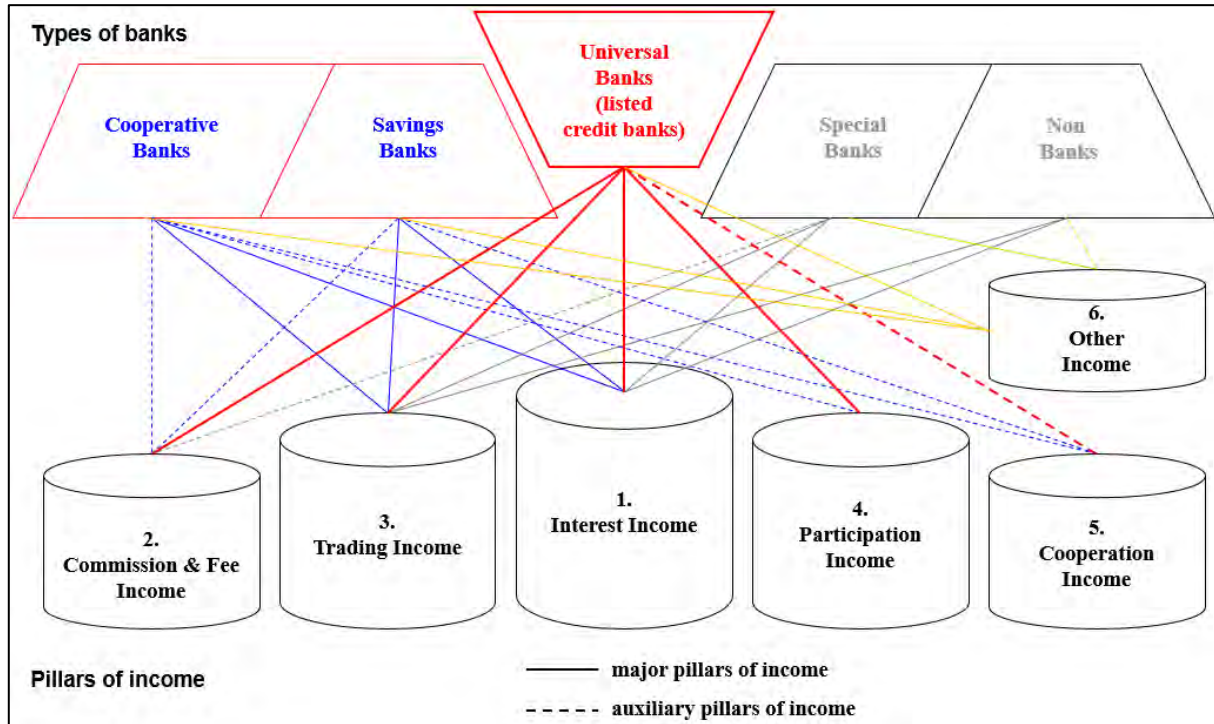 Types of banks
Universal
Banks
(listed
credit banks)
Cooperative
Banks
Savings
Banks
Special
Banks
Non
Banks
6.
Other
Income
1.
Interest Income
3.
Trading Income
4.
Participation
Income
2.
Commission & Fee
Income
5.
Cooperation
Income
Pillars of income
major pillars of income
auxiliary pillars of income